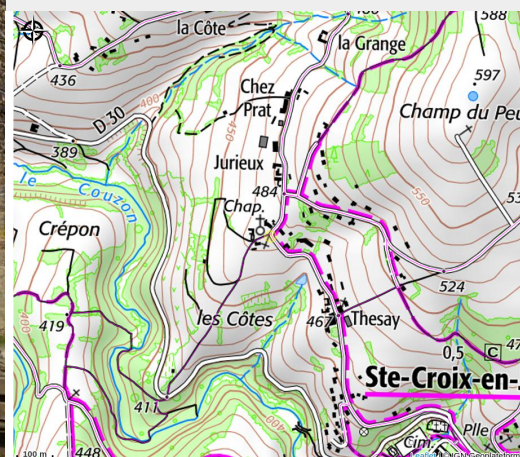 la Côte
588
la Grange
436
Chez
Prat
597
400
D 30
450
Champ du Peu
389
Jurieux
le Couzon
484
Chap.
550
Crépon
524
400
419
les Côtes
467
Thesay
0,5
C
47
Ste-Croix-en-
411
448
Cim.
Plle
100 m